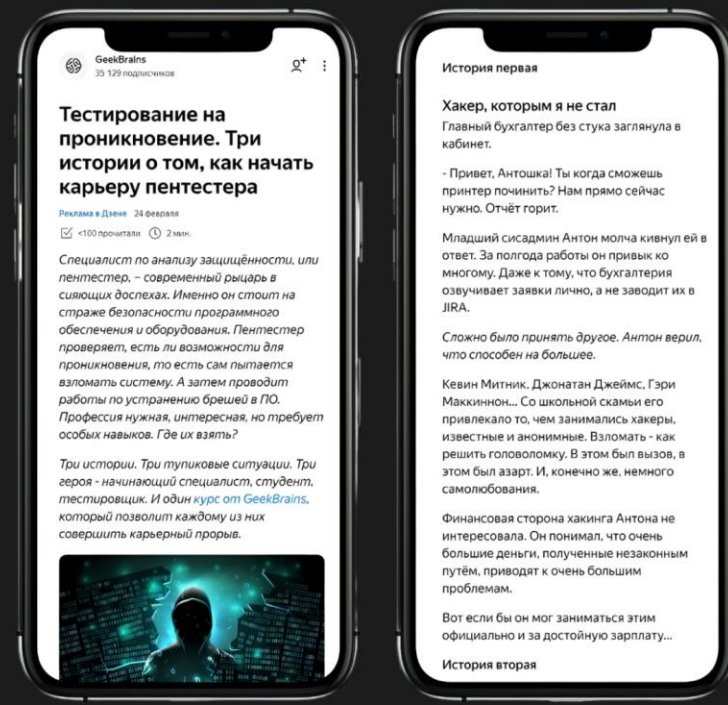 GeekBrains
35 129 подписчиков
Тестирование на
проникновение. Три
истории о том, как начать
карьеру пентестера
Реклама в Дзене 24 февраля
<100 прочитали 2 мин.
Специалист по анализу защищённости, или
пентестер, – современный рыцарь в
сияющих доспехах. Именно он стоит на
страже безопасности программного
обеспечения и оборудования. Пентестер
проверяет, есть ли возможности для
проникновения, то есть сам пытается
взломать систему. А затем проводит
работы по устранению брешей в ПО.
Профессия нужная, интересная, но требует
особых навыков. Где их взять?
Три истории. Три тупиковые ситуации. Три
героя - начинающий специалист, студент,
тестировщик. И один курс от GeekBrains,
который позволит каждому из них
совершить карьерный прорыв.
История первая
Хакер, которым я не стал
Главный бухгалтер без стука заглянула в
кабинет.
- Привет, Антошка! Ты когда сможешь
принтер починить? Нам прямо сейчас
нужно. Отчёт горит.
Младший сисадмин Антон молча кивнул ей в
ответ. За полгода работы он привык ко
многому. Даже к тому, что бухгалтерия
озвучивает заявки лично, а не заводит их в
JIRA.
Сложно было принять другое. Антон верил,
что способен на большее.
Кевин Митник, Джонатан Джеймс, Гэри
Маккиннон... Со школьной скамьи его
привлекало то, чем занимались хакеры,
известные и анонимные. Взломать - как
решить головоломку. В этом был вызов, в
этом был азарт. И, конечно же, немного
самолюбования.
Финансовая сторона хакинга Антона не
интересовала. Он понимал, что очень
большие деньги, полученные незаконным
путём, приводят к очень большим
проблемам.
Вот если бы он мог заниматься этим
официально и за достойную зарплату...
История вторая